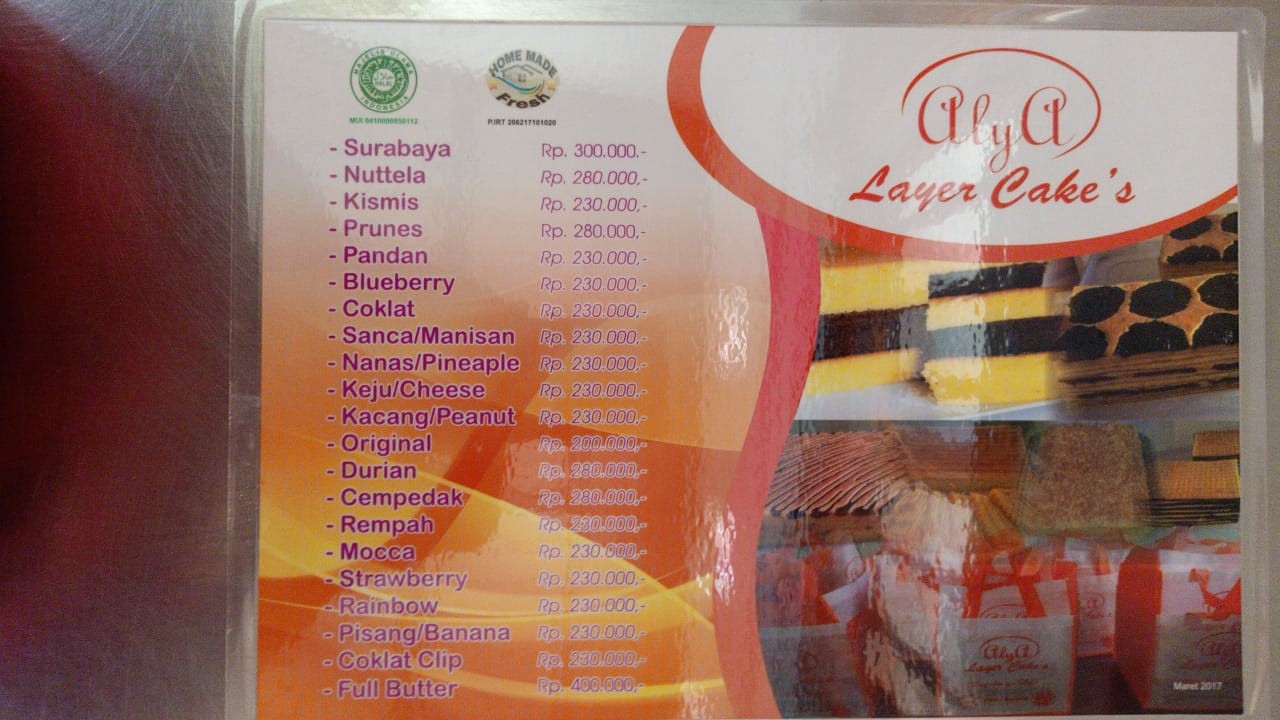 MAJELIS ULAMA
HALAL
INDONESIA
HOME MADE
Fresh
P.IRT 206217101020
AlyA
Layer Cake's
- Surabaya Rp. 300.000,-
- Nuttela Rp. 280.000,-
- Kismis Rp. 230.000,-
- Prunes Rp. 280.000,-
- Pandan Rp. 230.000,-
- Blueberry Rp. 230.000,-
- Coklat Rp. 230.000,-
- Sanca/Manisan Rp. 230.000,-
- Nanas/Pineaple Rp. 230.000,-
- Keju/Cheese Rp. 230.000,-
- Kacang/Peanut Rp. 230.000,-
- Original Rp. 200.000,-
- Durian Rp. 280.000,-
- Cempedak Rp. 280.000,-
- Rempah Rp. 230.000,-
- Mocca Rp. 230.000,-
- Strawberry Rp. 230.000,-
- Rainbow Rp. 230.000,-
- Pisang/Banana Rp. 230.000,-
- Coklat Clip Rp. 230.000,-
- Full Butter Rp. 400.000,-
AlyA
Layer Cake's
Maret 2017